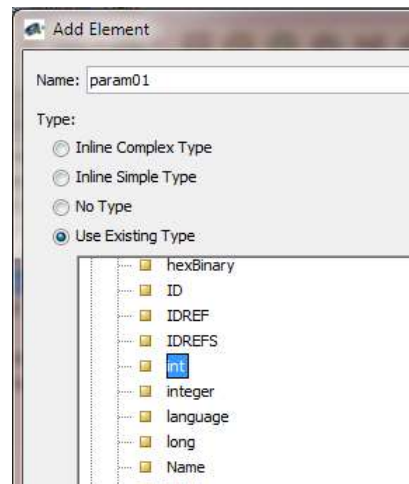 Add Element
Name: param01
Type:
Inline Complex Type
Inline Simple Type
No Type
Use Existing Type
hexBinary
ID
IDREF
IDREFS
int
integer
language
long
Name